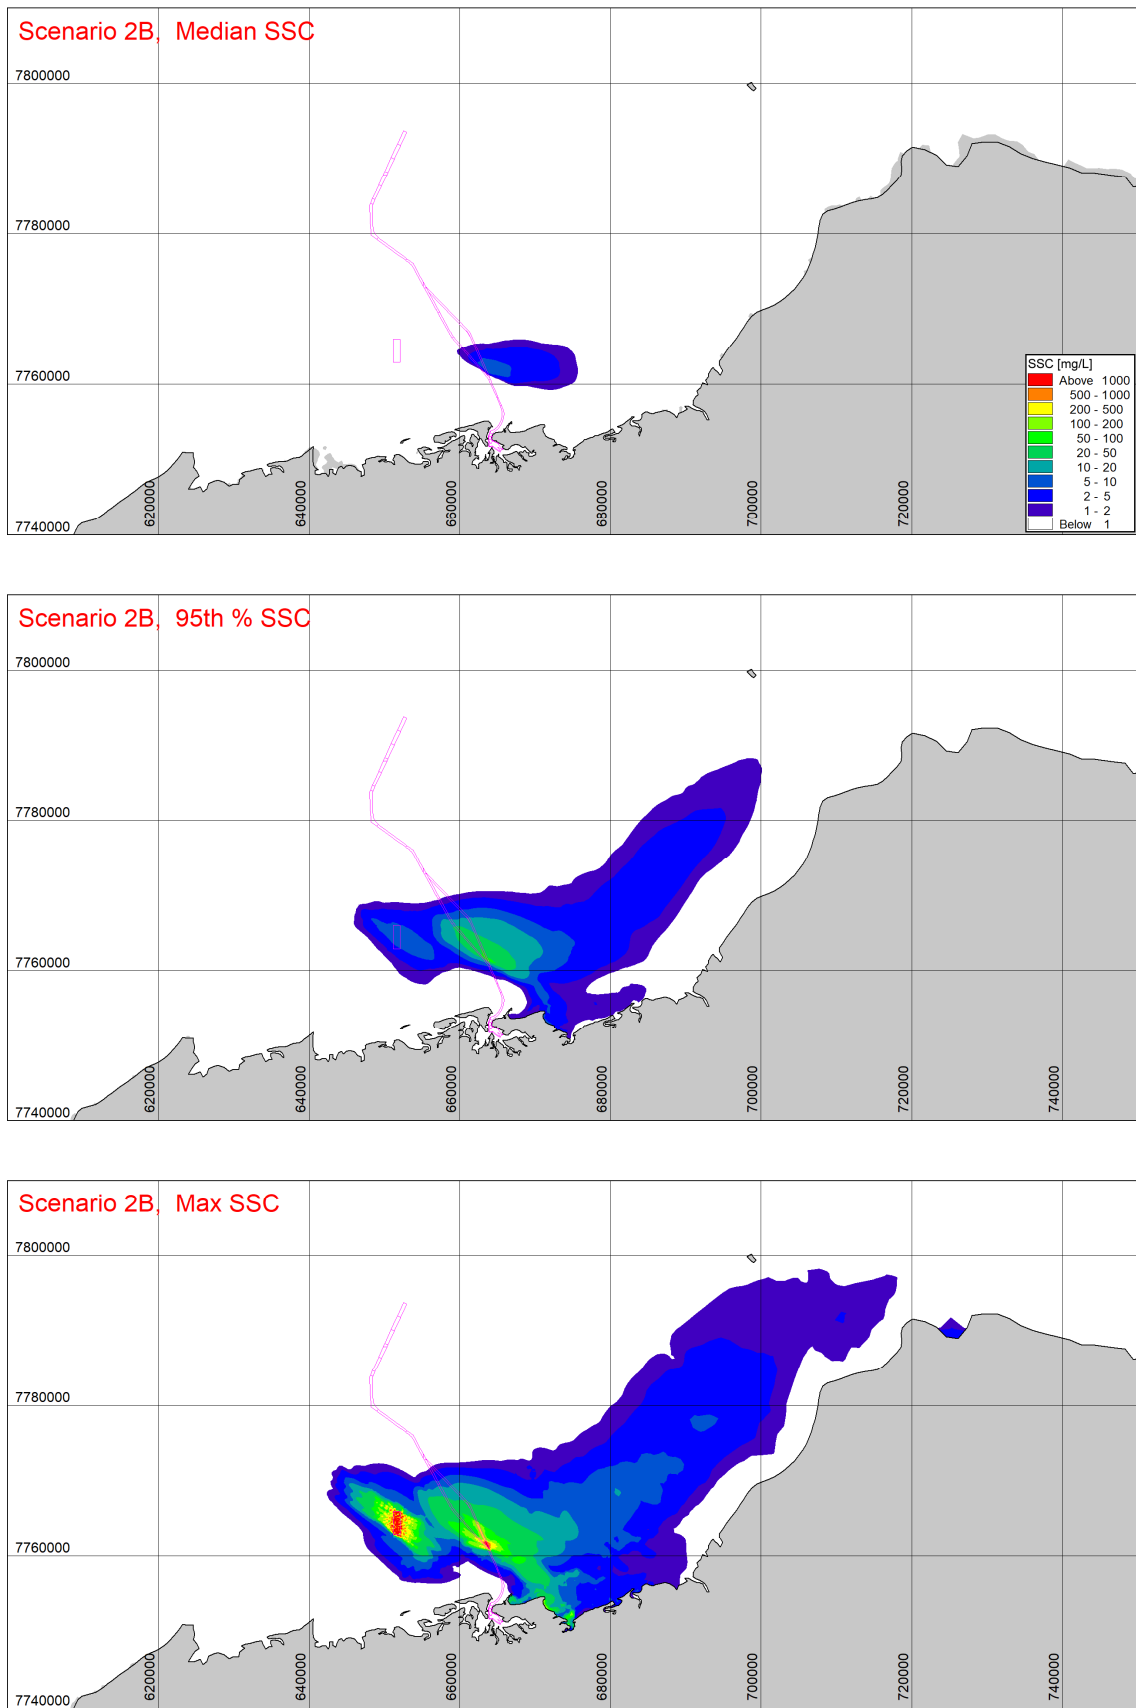 Scenario 2B, Median SSC
7800000
7780000
7760000
7740000
620000
640000
660000
680000
700000
720000
740000
SSC [mg/L]
Above 1000
500 - 1000
200 - 500
100 - 200
50 - 100
20 - 50
10 - 20
5 - 10
2 - 5
1 - 2
Below 1
Scenario 2B, 95th % SSC
7800000
7780000
7760000
7740000
620000
640000
660000
680000
700000
720000
740000
Scenario 2B, Max SSC
7800000
7780000
7760000
7740000
620000
640000
660000
680000
700000
720000
740000